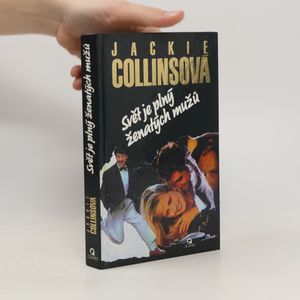 JACKIE
COLLINSOVÁ
Svět je plný
ženatých mužů
Svět je plný ženatých mužů
JACKIE
COLLINSOVÁ